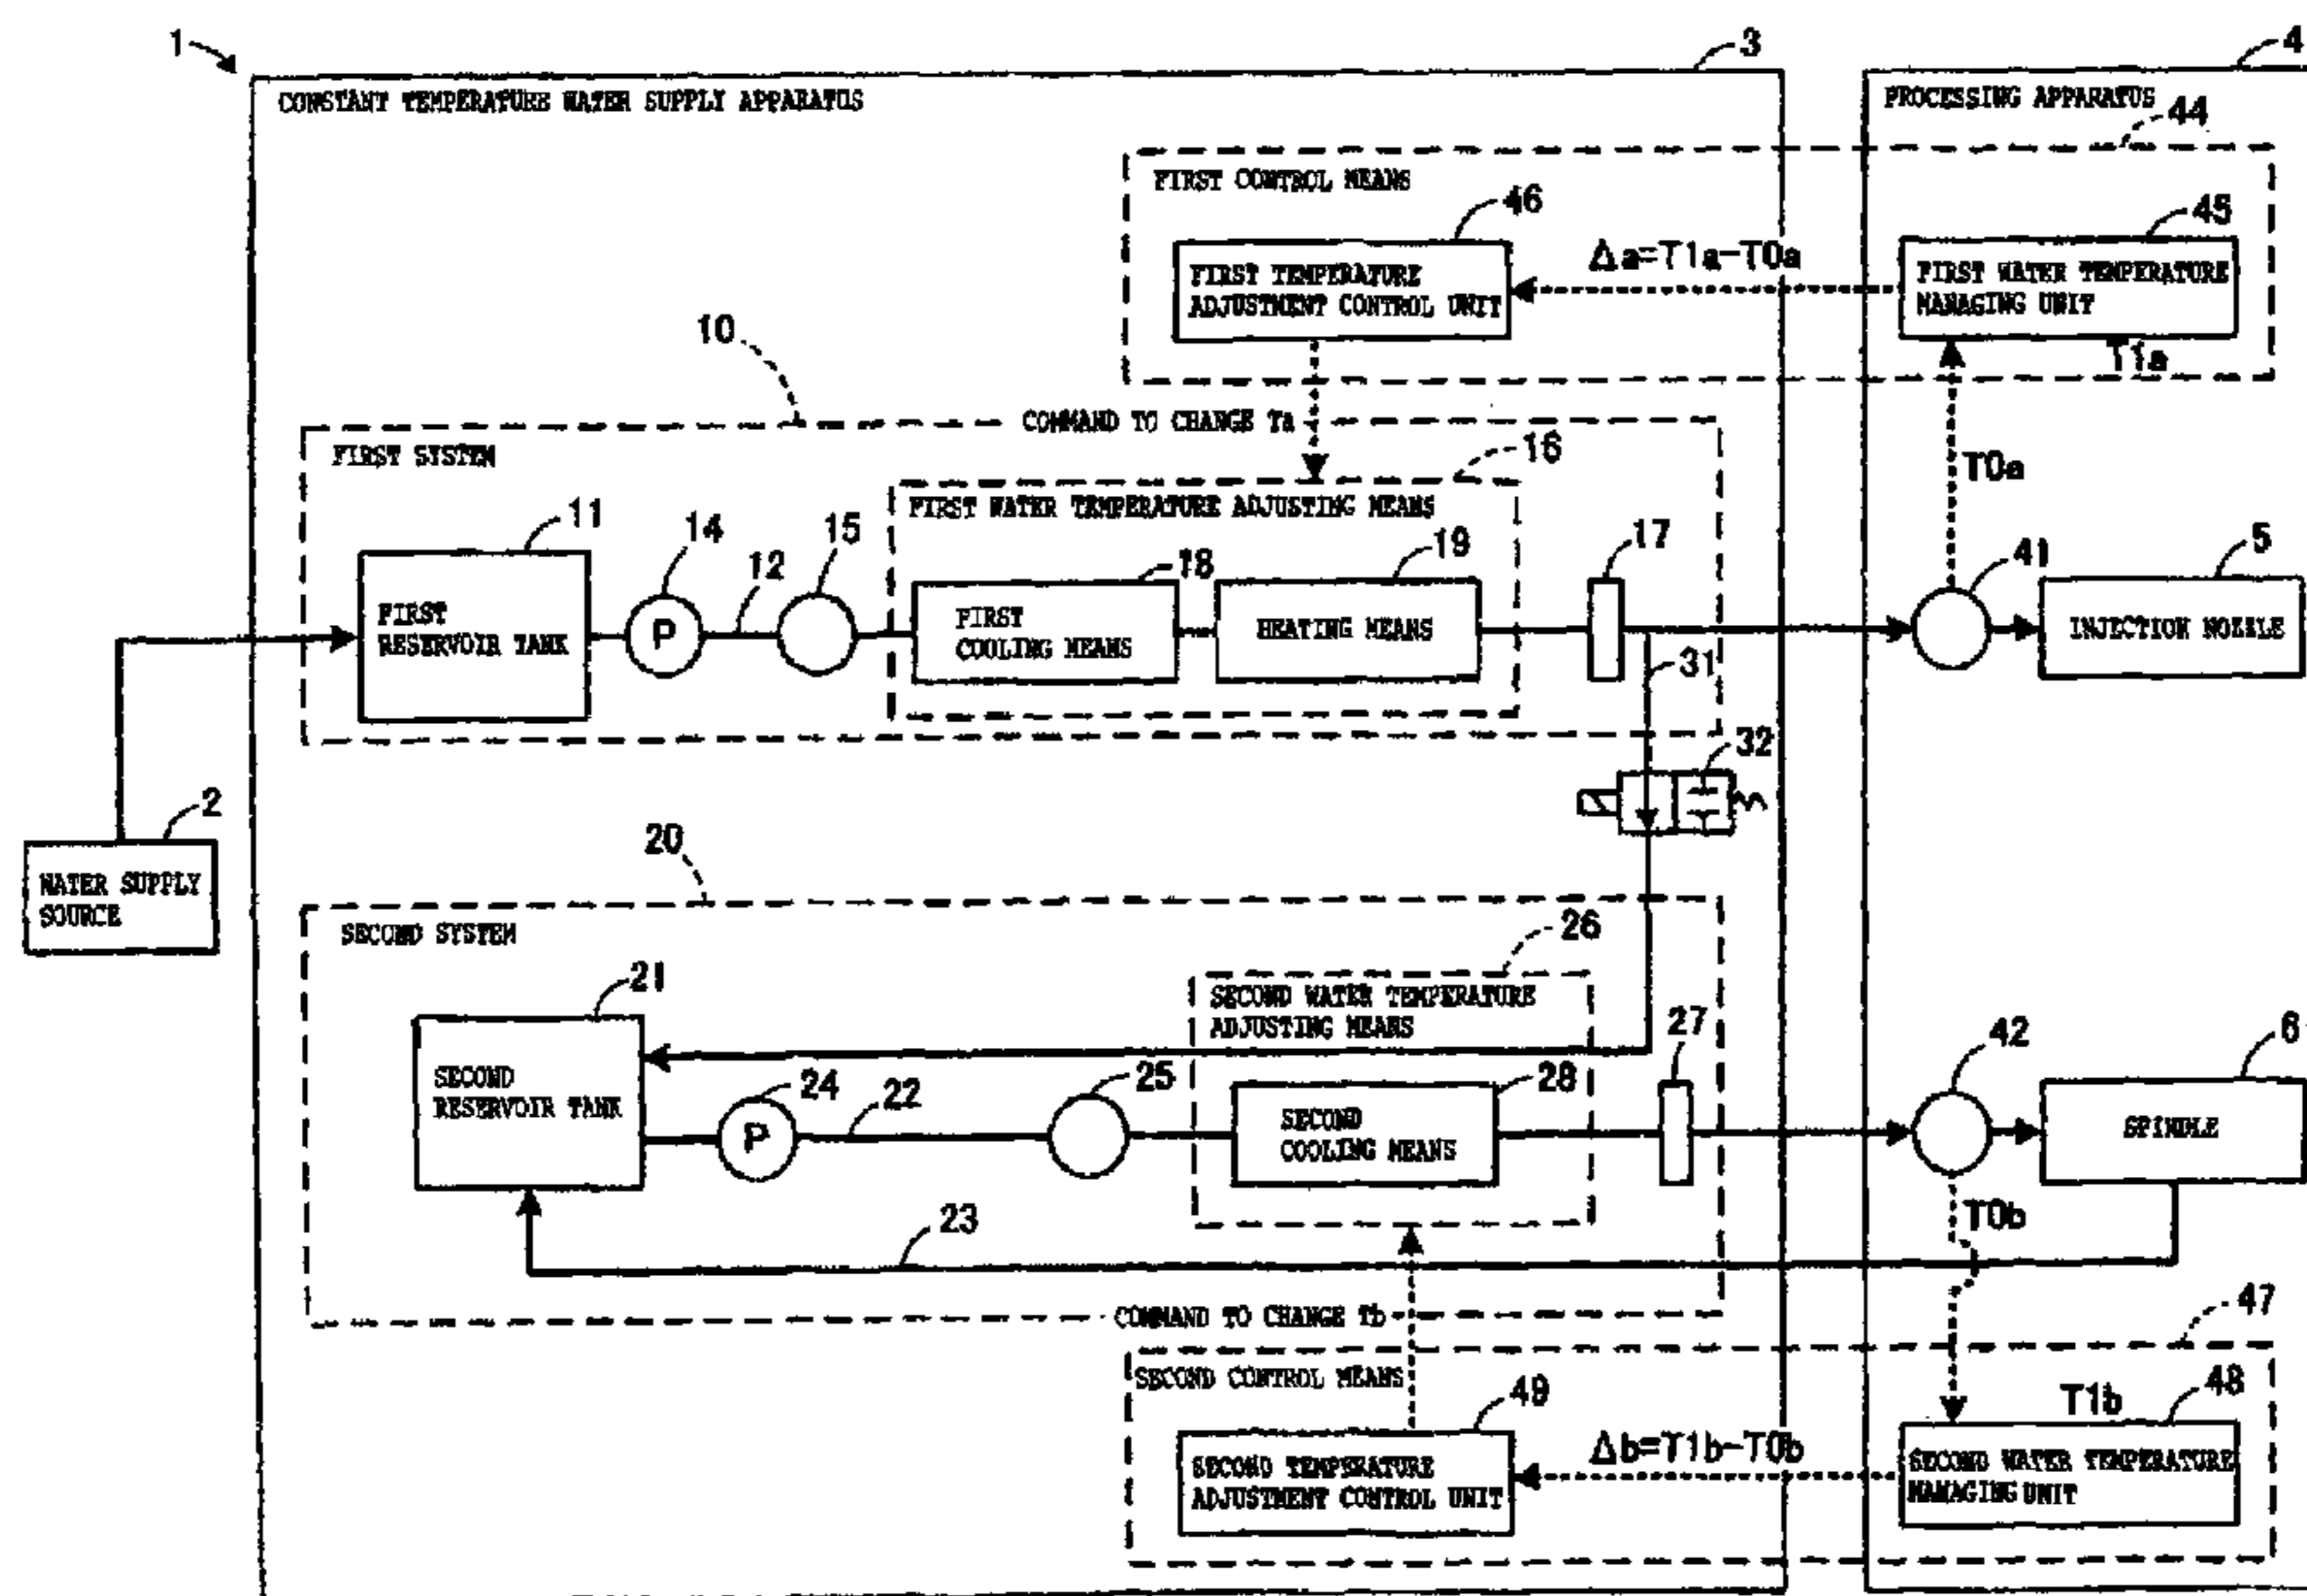 1
3
4
CONSTANT TEMPERATURE WATER SUPPLY APPARATUS
PROCESSING APPARATUS
44
FIRST CONTROL MEANS
46
45
FIRST TEMPERATURE
ADJUSTMENT CONTROL UNIT
Δa=T1a-T0a
FIRST WATER TEMPERATURE
MANAGING UNIT
T1a
10
COMMAND TO CHANGE Ta
FIRST SYSTEM
16
T0a
FIRST WATER TEMPERATURE ADJUSTING MEANS
11
14
12
15
18
19
17
41
5
FIRST
RESERVOIR TANK
P
FIRST
COOLING MEANS
HEATING MEANS
INJECTION NOZZLE
31
32
2
WATER SUPPLY
SOURCE
20
SECOND SYSTEM
26
21
SECOND WATER TEMPERATURE
ADJUSTING MEANS
27
42
6
SECOND
RESERVOIR TANK
24
22
25
28
P
SECOND
COOLING MEANS
SPINDLE
23
T0b
COMMAND TO CHANGE Tb
47
SECOND CONTROL MEANS
49
T1b
48
SECOND TEMPERATURE
ADJUSTMENT CONTROL UNIT
Δb=T1b-T0b
SECOND WATER TEMPERATURE
MANAGING UNIT